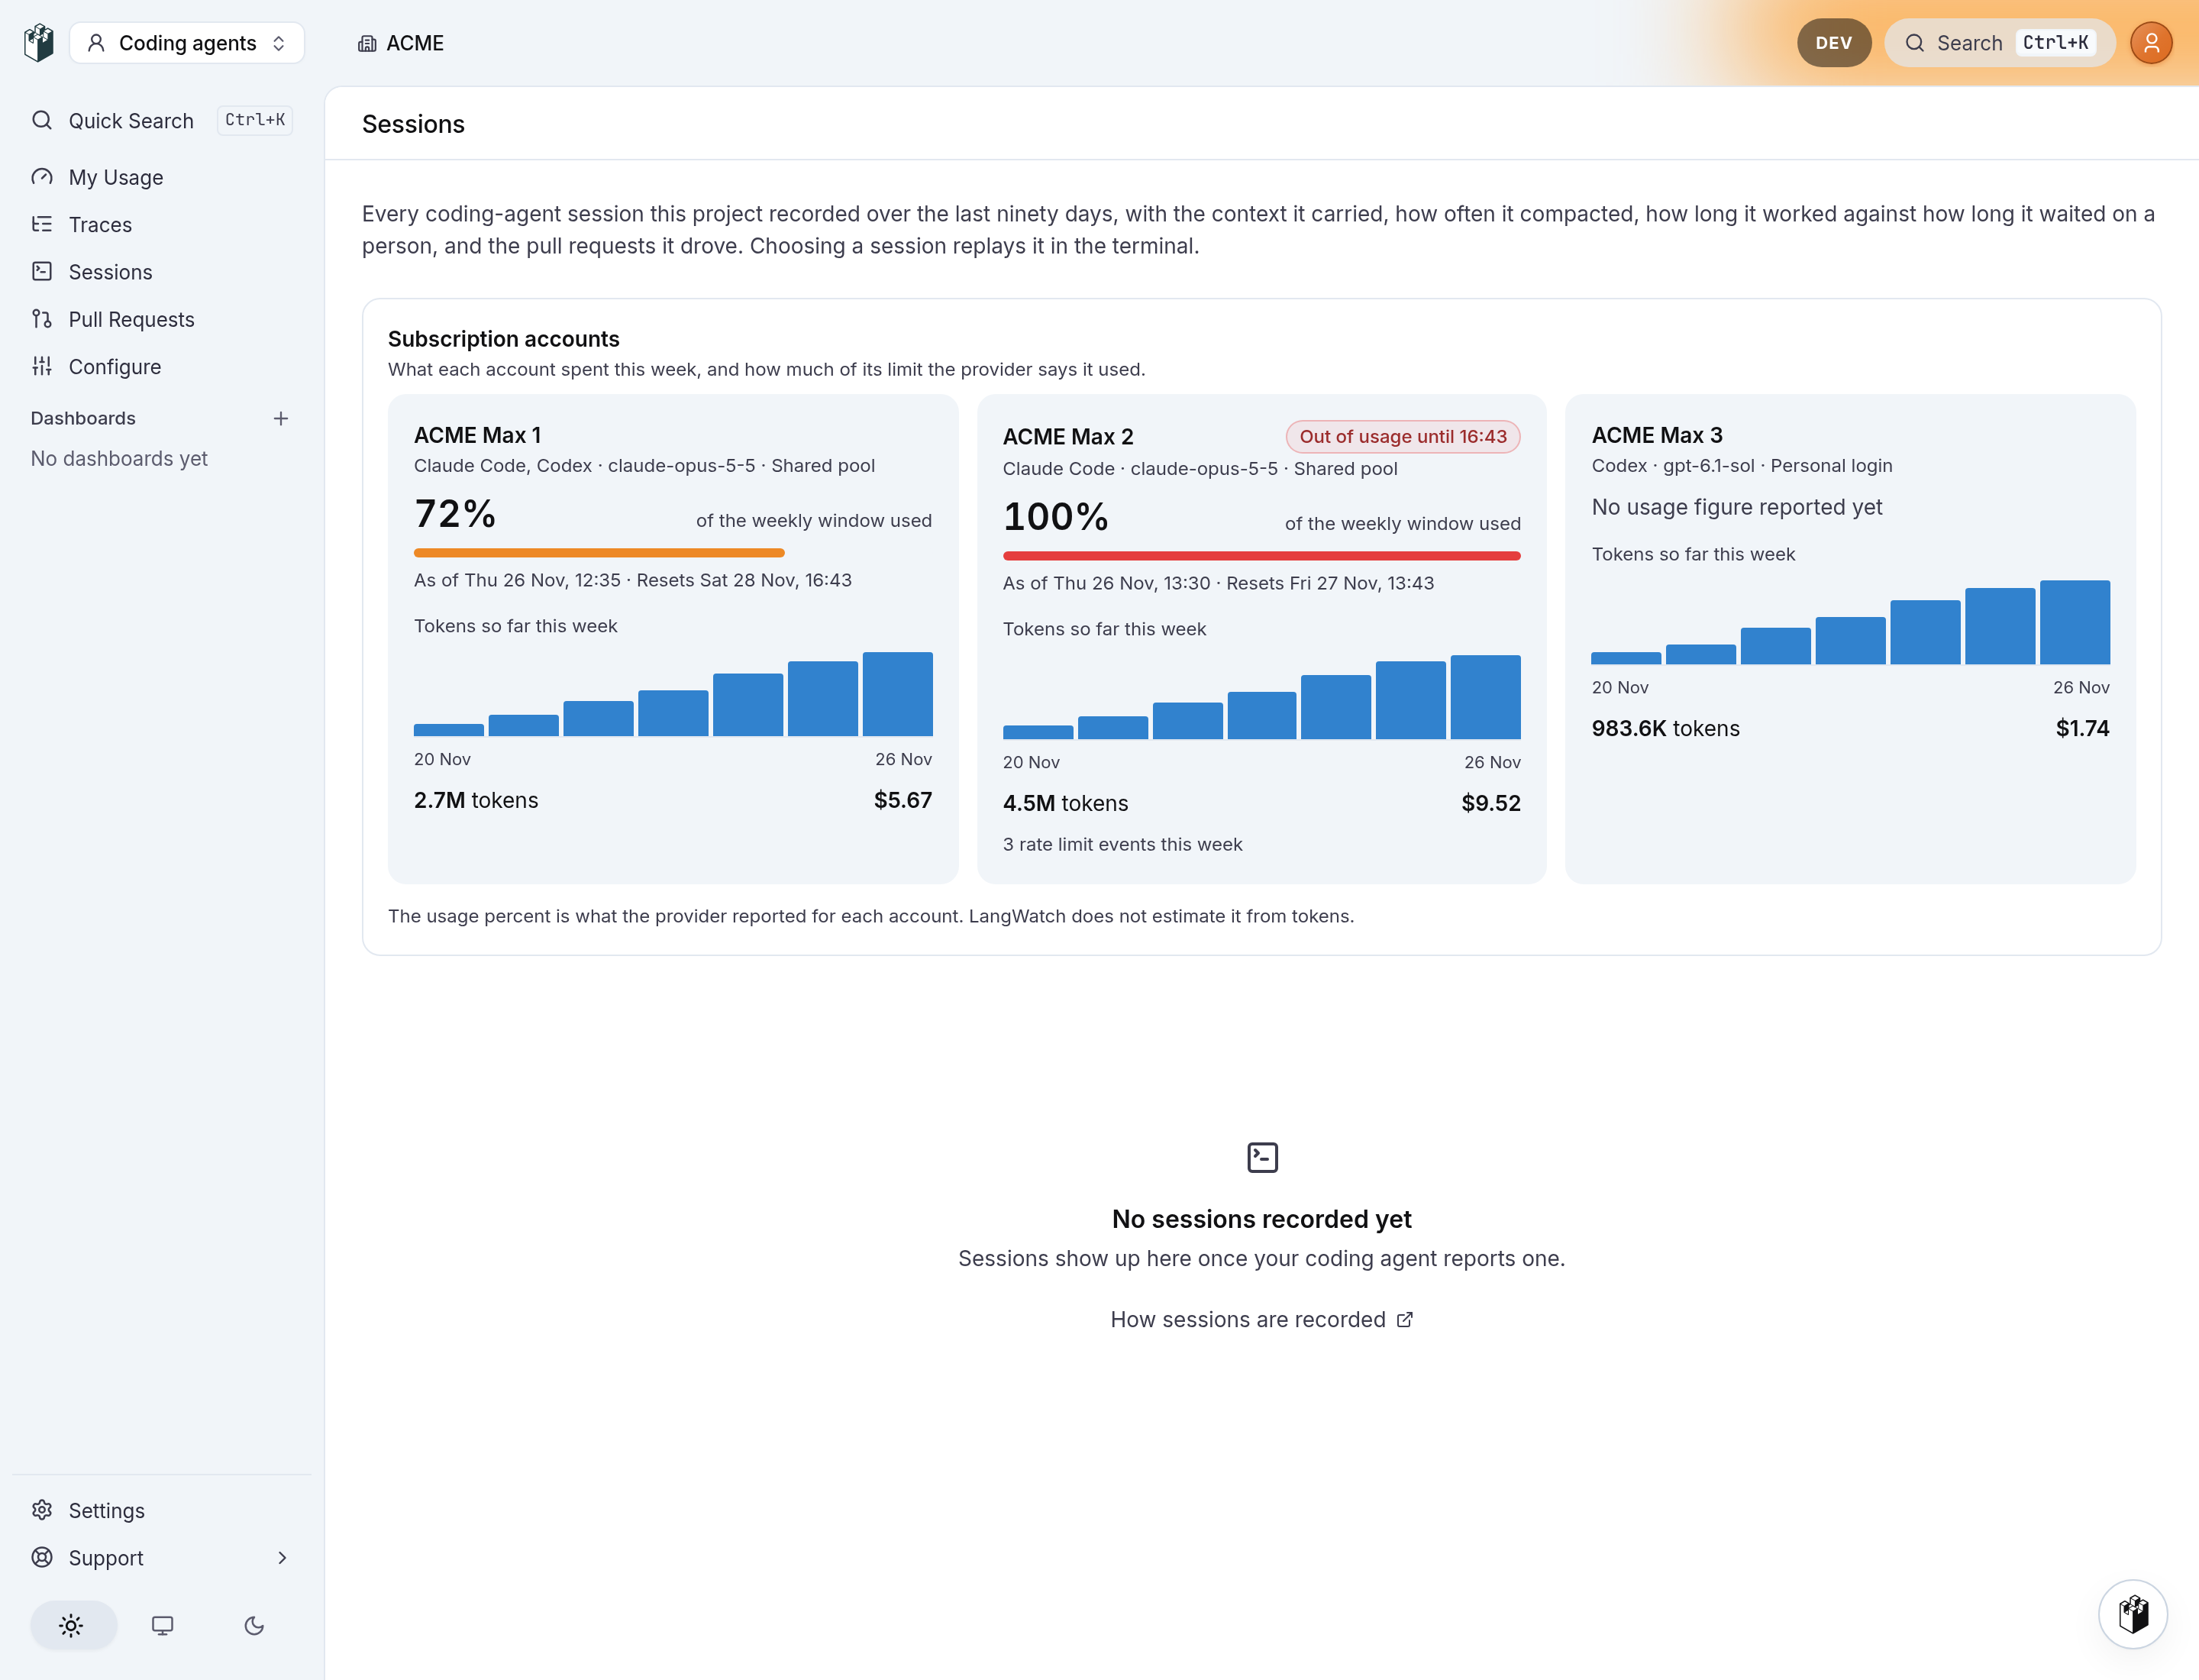 Coding agents
ACME
DEV
Search Ctrl+K
Quick Search Ctrl+K
My Usage
Traces
Sessions
Pull Requests
Configure
Dashboards
No dashboards yet
Settings
Support
Sessions
Every coding-agent session this project recorded over the last ninety days, with the context it carried, how often it compacted, how long it worked against how long it waited on a
person, and the pull requests it drove. Choosing a session replays it in the terminal.
Subscription accounts
What each account spent this week, and how much of its limit the provider says it used.
ACME Max 1
Claude Code, Codex · claude-opus-5-5 · Shared pool
72% of the weekly window used
As of Thu 26 Nov, 12:35 · Resets Sat 28 Nov, 16:43
Tokens so far this week
20 Nov 26 Nov
2.7M tokens $5.67
ACME Max 2 Out of usage until 16:43
Claude Code · claude-opus-5-5 · Shared pool
100% of the weekly window used
As of Thu 26 Nov, 13:30 · Resets Fri 27 Nov, 13:43
Tokens so far this week
20 Nov 26 Nov
4.5M tokens $9.52
3 rate limit events this week
ACME Max 3
Codex · gpt-6.1-sol · Personal login
No usage figure reported yet
Tokens so far this week
20 Nov 26 Nov
983.6K tokens $1.74
The usage percent is what the provider reported for each account. LangWatch does not estimate it from tokens.
No sessions recorded yet
Sessions show up here once your coding agent reports one.
How sessions are recorded